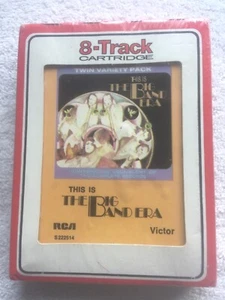 8-Track
CARTRIDGE
TWIN VARIETY PACK
THIS IS
THE BIG
BAND ERA
THIS IS
THE BIG
BAND ERA
RCA
Victor